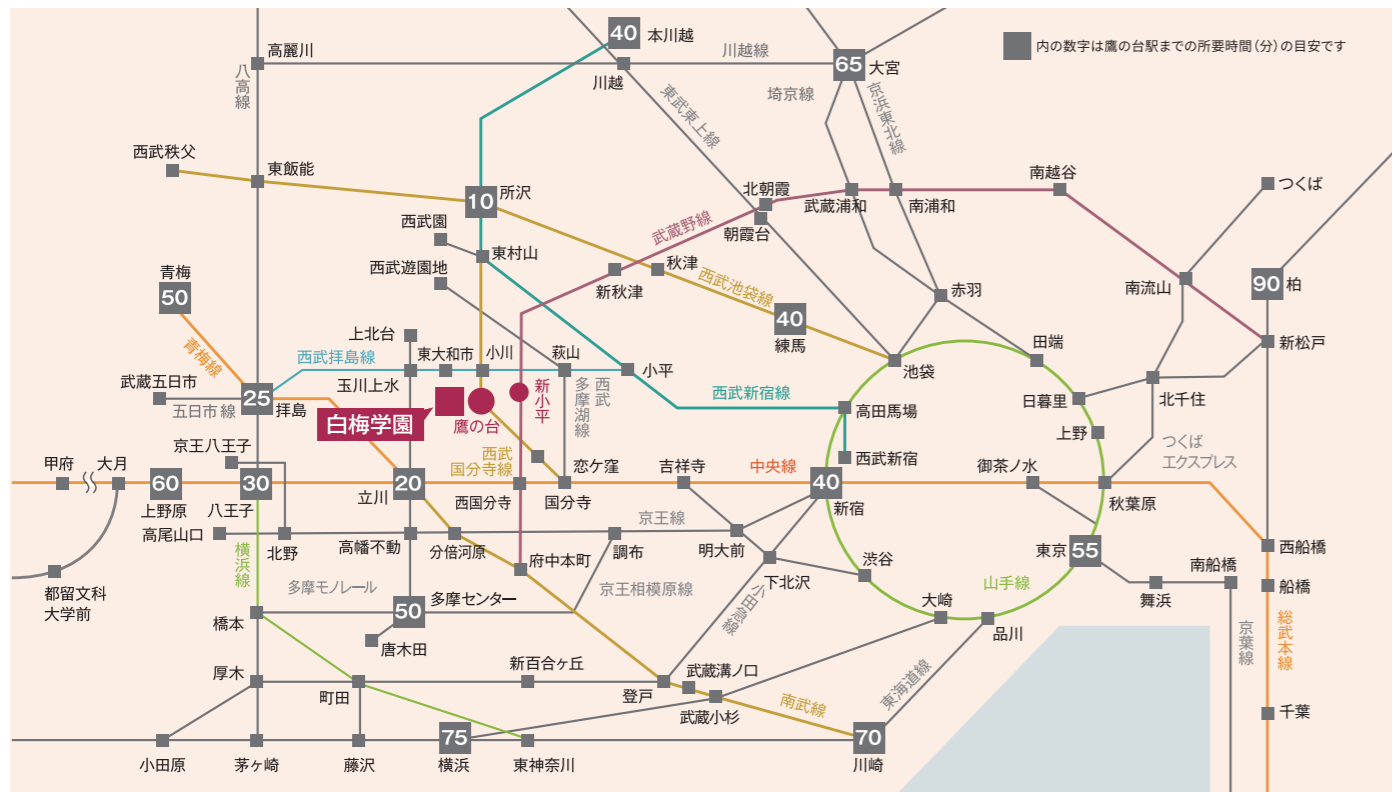 40
本川越
内の数字は鷹の台駅までの所要時間（分）の目安です
高麗川
川越線
65
大宮
川越
八高線
東武東上線
埼京線
京浜東北線
西武秩父
東飯能
10
所沢
北朝霞
武蔵浦和
南浦和
南越谷
つくば
西武園
武蔵野線
朝霞台
東村山
西武遊園地
秋津
新秋津
西武池袋線
青梅
50
赤羽
南流山
90
柏
40
練馬
上北台
青梅線
西武拝島線
東大和市
小川
萩山
小平
池袋
田端
新松戸
武蔵五日市
玉川上水
新小平
西武
多摩湖線
西武新宿線
五日市線
25
拝島
白梅学園
鷹の台
高田馬場
日暮里
北千住
上野
京王八王子
西武
国分寺線
恋ケ窪
西武新宿
つくば
エクスプレス
甲府
大月
60
上野原
30
八王子
立川
20
西国分寺
国分寺
吉祥寺
中央線
40
新宿
御茶ノ水
秋葉原
高尾山口
北野
高幡不動
分倍河原
京王線
調布
明大前
東京
55
西船橋
横浜線
府中本町
下北沢
渋谷
南船橋
都留文科
大学前
多摩モノレール
50
多摩センター
京王相模原線
小田急線
山手線
舞浜
船橋
橋本
唐木田
大崎
品川
京葉線
総武本線
厚木
町田
新百合ヶ丘
登戸
武蔵溝ノ口
武蔵小杉
南武線
東海道線
千葉
小田原
茅ヶ崎
藤沢
75
横浜
東神奈川
70
川崎